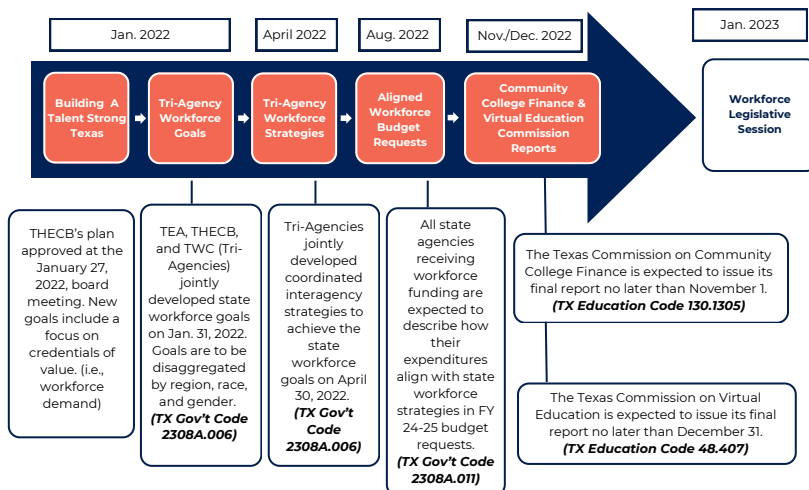 Jan. 2022
April 2022
Aug. 2022
Nov./Dec. 2022
Jan. 2023
Building A
Talent Strong
Texas
Tri-Agency
Workforce
Goals
Tri-Agency
Workforce
Strategies
Aligned
Workforce
Budget
Requests
Community
College Finance &
Virtual Education
Commission
Reports
Workforce
Legislative
Session
THECB's plan
approved at the
January 27,
2022, board
meeting. New
goals include a
focus on
credentials of
value. (i.e.,
workforce
demand)
TEA, THECB,
and TWC (Tri-
Agencies)
jointly
developed state
workforce goals
on Jan. 31, 2022.
Goals are to be
disaggregated
by region, race,
and gender.
(TX Gov't Code
2308A.006)
Tri-Agencies
jointly
developed
coordinated
interagency
strategies to
achieve the
state
workforce
goals on April
30, 2022.
(TX Gov't
Code
2308A.006)
All state
agencies
receiving
workforce
funding are
expected to
describe how
their
expenditures
align with state
workforce
strategies in FY
24-25 budget
requests.
(TX Gov't Code
2308A.011)
The Texas Commission on Community
College Finance is expected to issue its
final report no later than November 1.
(TX Education Code 130.1305)
The Texas Commission on Virtual
Education is expected to issue its final
report no later than December 31.
(TX Education Code 48.407)